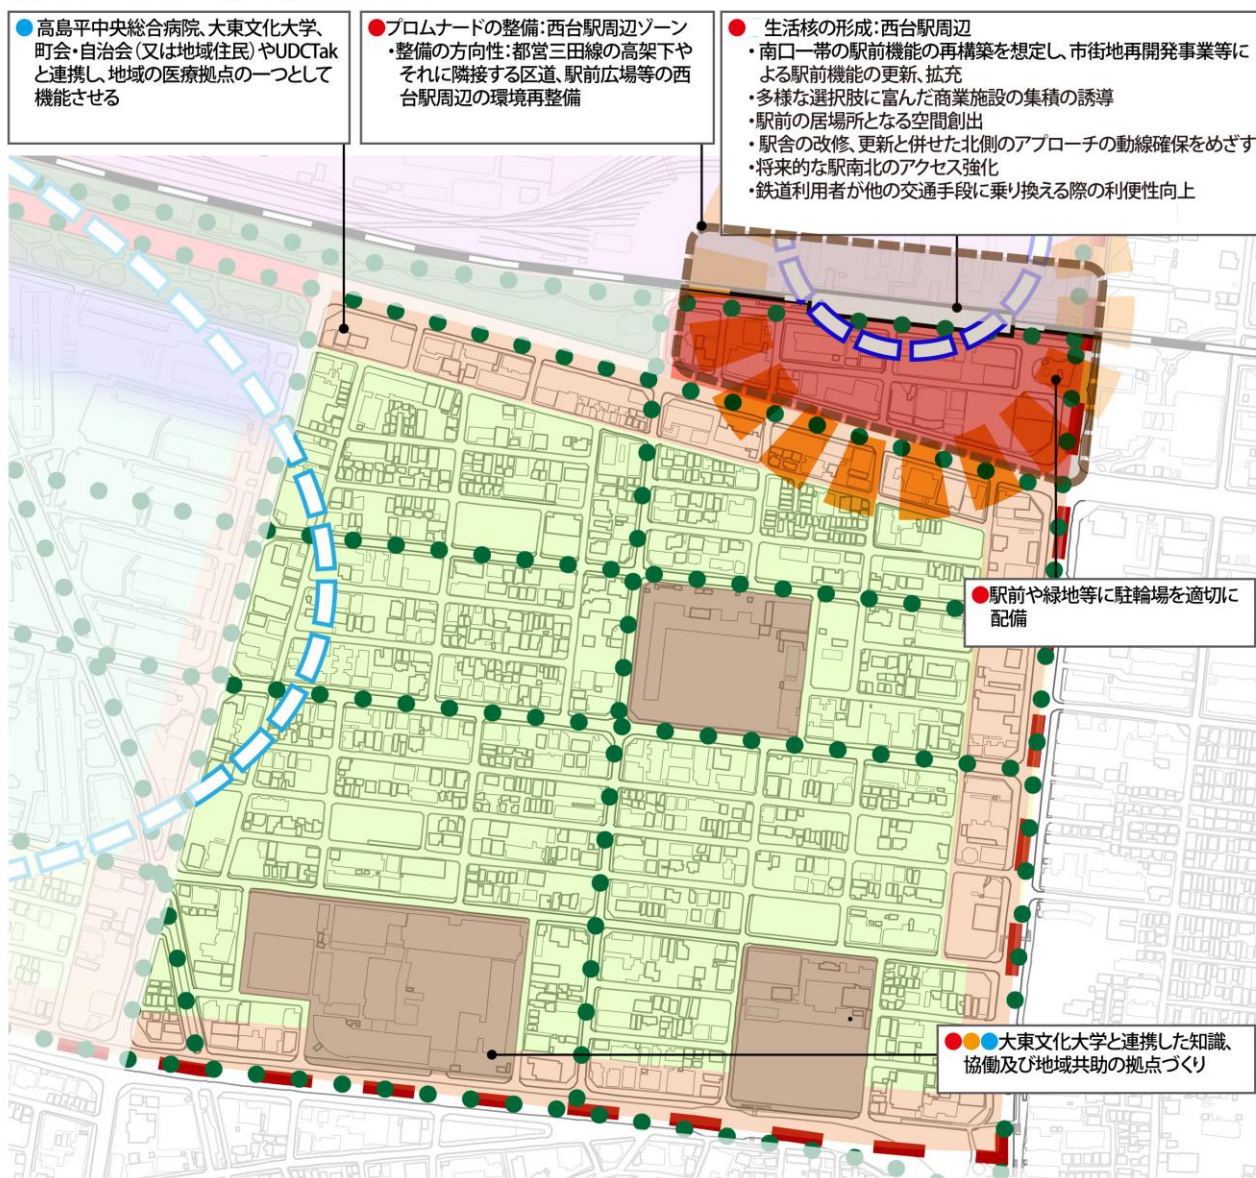 ●高島平中央総合病院、大東文化大学、
町会・自治会(又は地域住民)やUDCTak
と連携し、地域の医療拠点の一つとして
機能させる
●プロムナードの整備:西台駅周辺ゾーン
・整備の方向性:都営三田線の高架下や
それに隣接する区道、駅前広場等の西
台駅周辺の環境再整備
●生活核の形成:西台駅周辺
・南口一帯の駅前機能の再構築を想定し、市街地再開発事業等に
よる駅前機能の更新、拡充
・多様な選択肢に富んだ商業施設の集積の誘導
・駅前の居場所となる空間創出
・駅舎の改修、更新と併せた北側のアプローチの動線確保をめざす
・将来的な駅南北のアクセス強化
・鉄道利用者が他の交通手段に乗り換える際の利便性向上
●駅前や緑地等に駐輪場を適切に
配備
●●●大東文化大学と連携した知識、
協働及び地域共助の拠点づくり